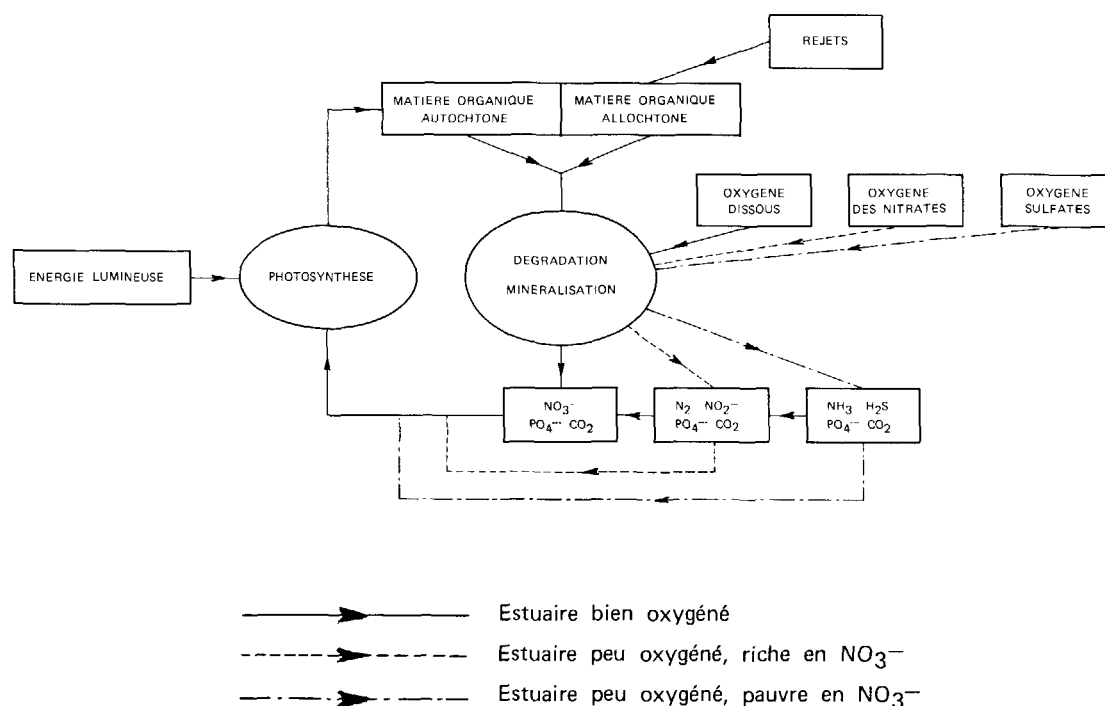 REJETS
MATIERE ORGANIQUE
AUTOCHTONE
MATIERE ORGANIQUE
ALLOCHTONE
OXYGENE
DISSOUS
OXYGENE
DES NITRATES
OXYGENE
SULFATES
ENERGIE LUMINEUSE
PHOTOSYNTHESE
DEGRADATION
MINERALISATION
NO3-
PO4--- CO2
N2 NO2-
PO4--- CO2
NH3 H2S
PO4--- CO2
Estuaire bien oxygéné
Estuaire peu oxygéné, riche en NO3-
Estuaire peu oxygéné, pauvre en NO3-